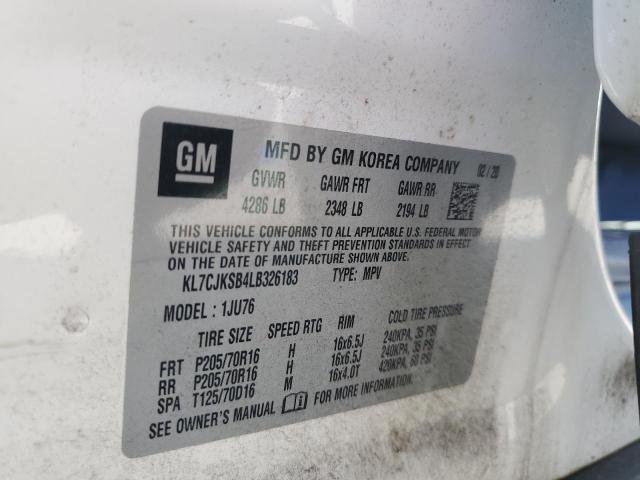 GM MFD BY GM KOREA COMPANY 02/20
GVWR GAWR FRT GAWR RR
4286 LB 2348 LB 2194 LB
THIS VEHICLE CONFORMS TO ALL APPLICABLE U.S. FEDERAL MOTOR
VEHICLE SAFETY AND THEFT PREVENTION STANDARDS IN EFFECT
ON THE DATE OF MANUFACTURE SHOWN ABOVE.
KL7CJKSB4LB326183 TYPE: MPV
MODEL: 1JU76
TIRE SIZE SPEED RTG RIM COLD TIRE PRESSURE
FRT P205/70R16 H 16x6.5J 240KPA, 35 PSI
RR P205/70R16 H 16x6.5J 240KPA, 35 PSI
SPA T125/70D16 M 16x4.0T 420KPA, 60 PSI
SEE OWNER'S MANUAL FOR MORE INFORMATION